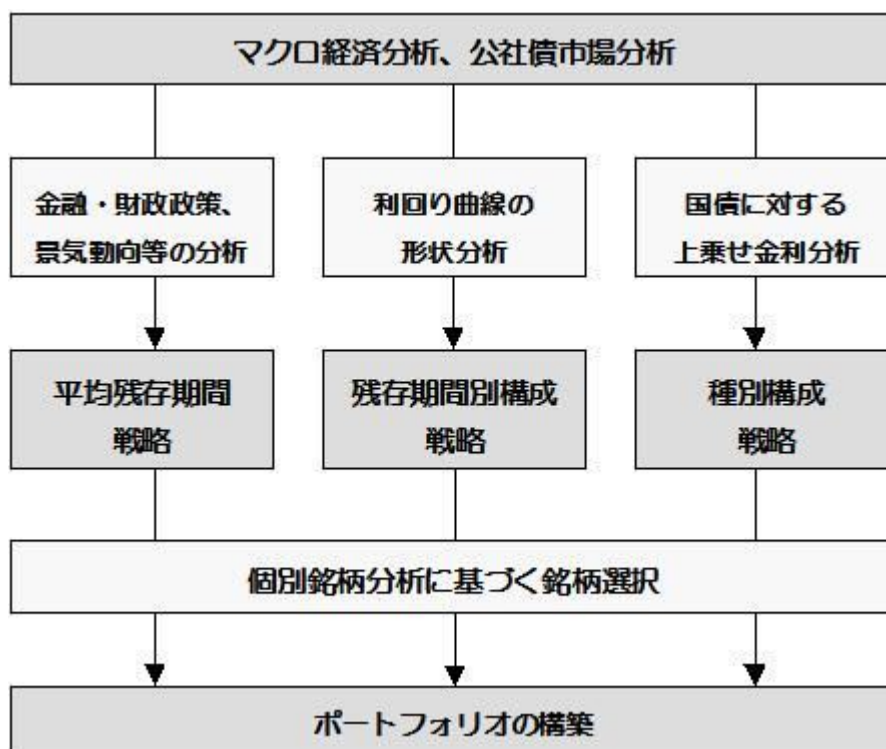 マクロ経済分析、公社債市場分析
金融・財政政策、
景気動向等の分析
利回り曲線の
形状分析
国債に対する
上乗せ金利分析
平均残存期間
戦略
残存期間別構成
戦略
種別構成
戦略
個別銘柄分析に基づく銘柄選択
ポートフォリオの構築